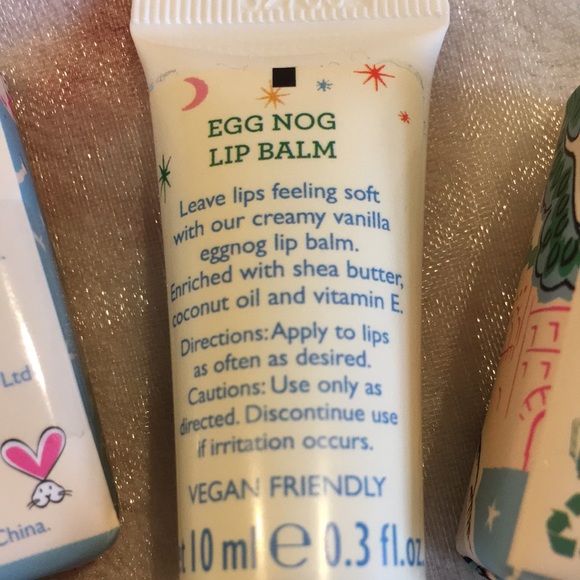 EGG NOG
LIP BALM
Leave lips feeling soft
with our creamy vanilla
eggnog lip balm.
Enriched with shea butter,
coconut oil and vitamin E.
Directions: Apply to lips
as often as desired.
Cautions: Use only as
directed. Discontinue use
if irritation occurs.
VEGAN FRIENDLY
10 ml e 0.3 fl.oz.
Ltd
China.